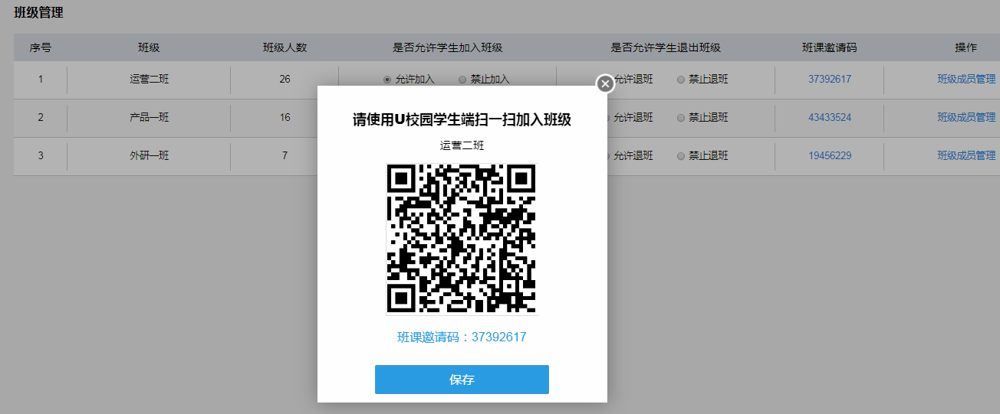 班级管理
序号 班级 班级人数 是否允许学生加入班级 是否允许学生退出班级 班课邀请码 操作
1 运营二班 26 允许加入 禁止加入 允许退班 禁止退班 37392617 班级成员管理
2 产品一班 16 允许退班 禁止退班 43433524 班级成员管理
3 外研一班 7 允许退班 禁止退班 19456229 班级成员管理
请使用U校园学生端扫一扫加入班级
运营二班
班课邀请码：37392617
保存